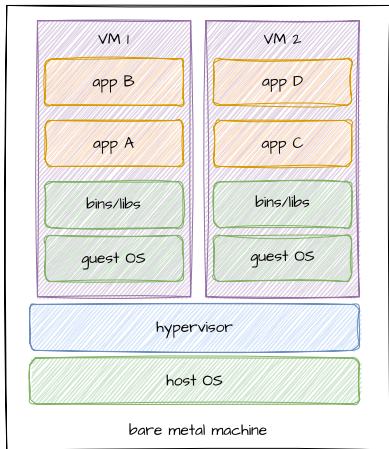 VM 1
app B
app A
bins/libs
guest OS
VM 2
app D
app C
bins/libs
guest OS
hypervisor
host OS
bare metal machine